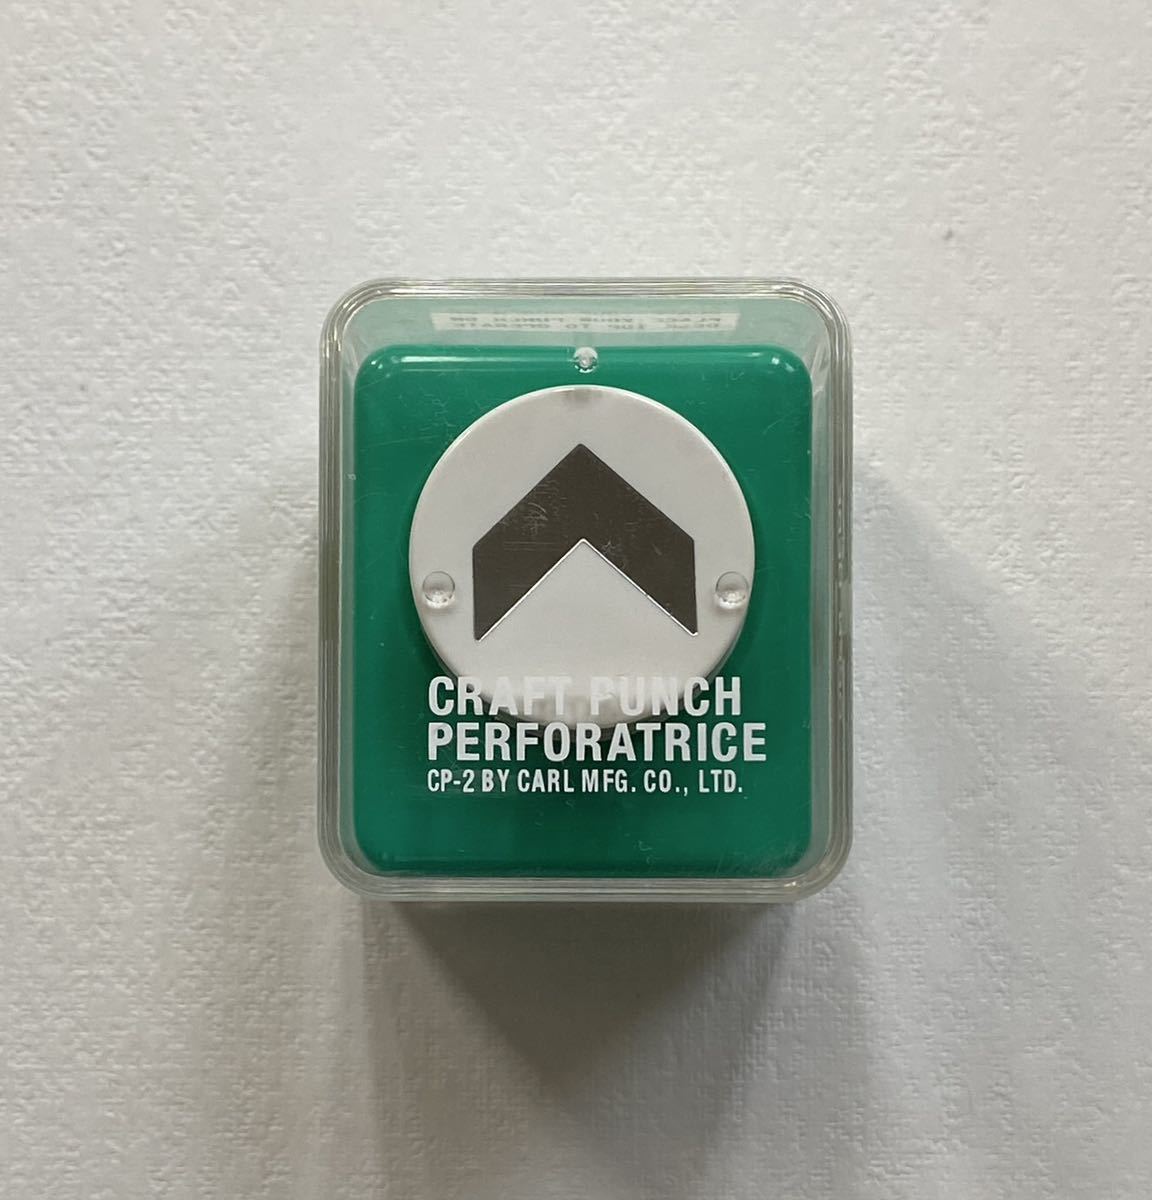 CRAFT PUNCH
PERFORATRICE
CP-2 BY CARL MFG. CO., LTD.